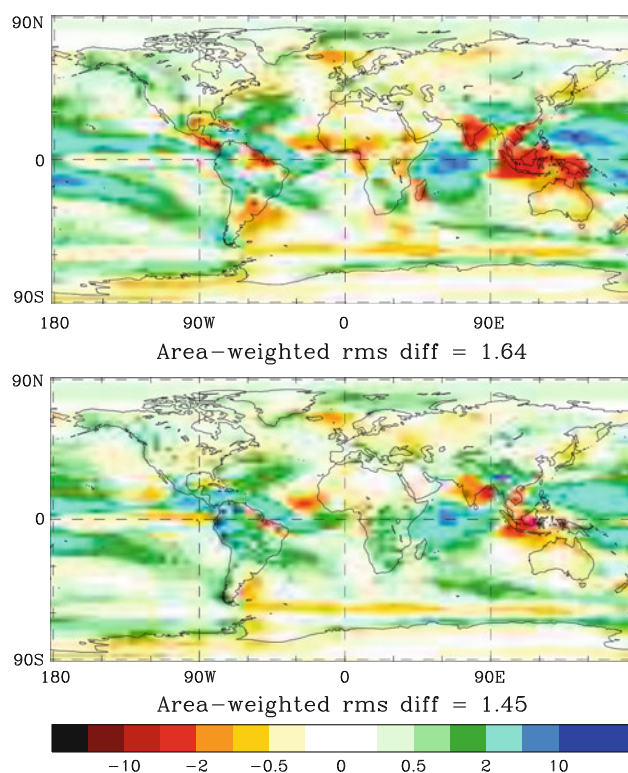 90N
0
90S
180 90W 0 90E
Area-weighted rms diff = 1.64
90N
0
90S
180 90W 0 90E
Area-weighted rms diff = 1.45
-10 -2 -0.5 0 0.5 2 10